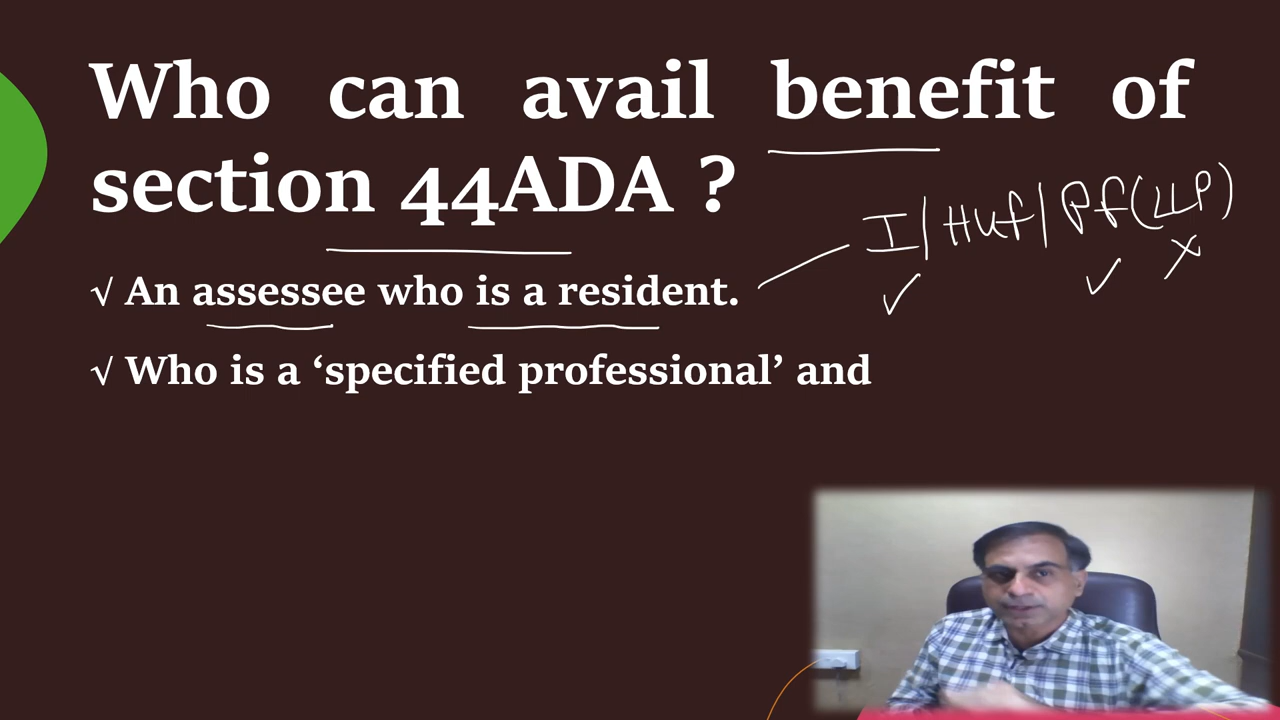 Who can avail benefit of
section 44ADA ?
I | HUf | Pf (LLP)
√ An assessee who is a resident.
√ Who is a ‘specified professional’ and